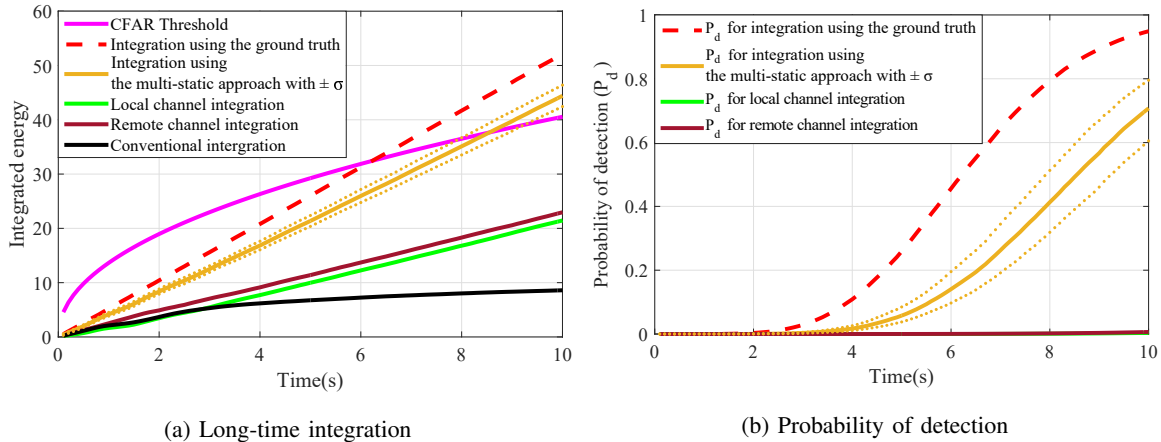 60
50
40
30
20
10
0
Integrated energy
CFAR Threshold
Integration using the ground truth
Integration using
the multi-static approach with ± σ
Local channel integration
Remote channel integration
Conventional intergration
0 2 4 6 8 10
Time(s)
(a) Long-time integration
1
0.8
0.6
0.4
0.2
0
Probability of detection (P_d)
P_d for integration using the ground truth
P_d for integration using
the multi-static approach with ± σ
P_d for local channel integration
P_d for remote channel integration
0 2 4 6 8 10
Time(s)
(b) Probability of detection